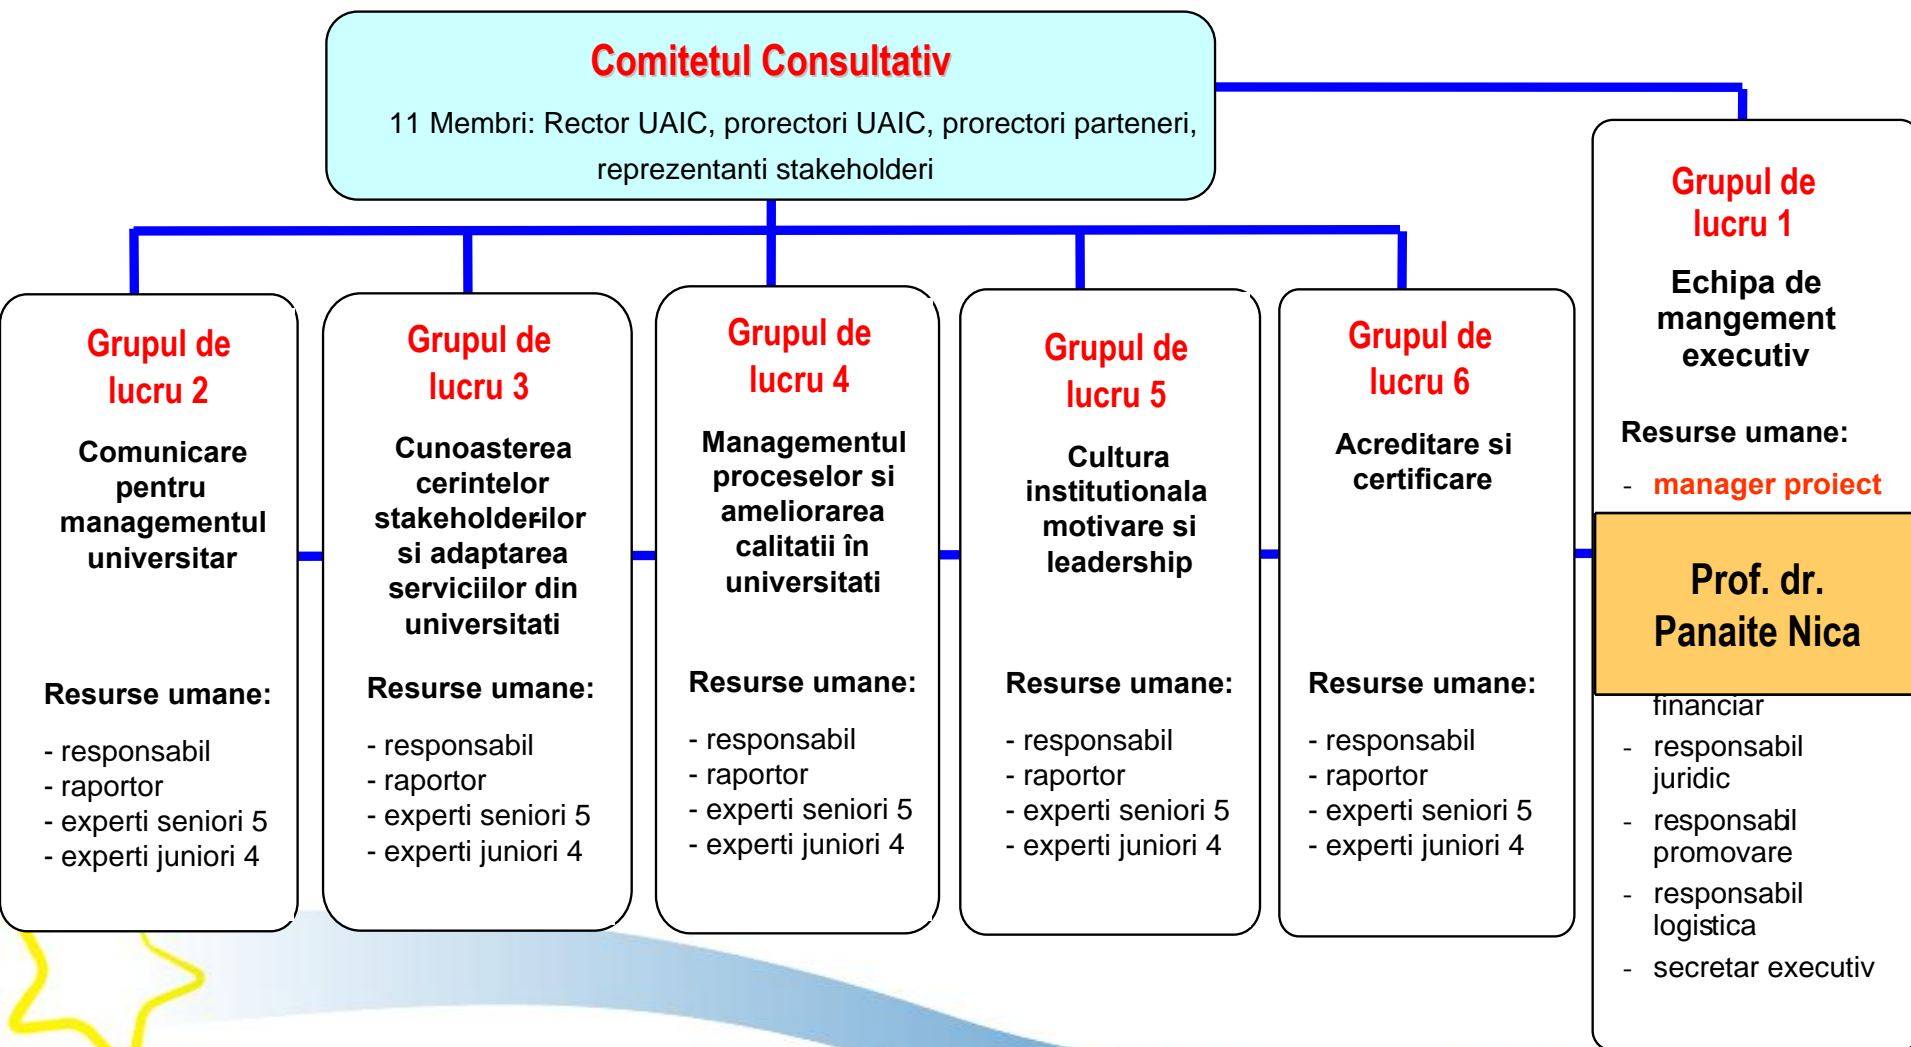 Comitetul Consultativ
11 Membri: Rector UAIC, prorectori UAIC, prorectori parteneri,
reprezentanti stakeholderi
Grupul de
lucru 2
Comunicare
pentru
managementul
universitar
Resurse umane:
- responsabil
- raportor
- experti seniori 5
- experti juniori 4
Grupul de
lucru 3
Cunoasterea
cerintelor
stakeholderilor
si adaptarea
serviciilor din
universitati
Resurse umane:
- responsabil
- raportor
- experti seniori 5
- experti juniori 4
Grupul de
lucru 4
Managementul
proceselor si
ameliorarea
calitatii în
universitati
Resurse umane:
- responsabil
- raportor
- experti seniori 5
- experti juniori 4
Grupul de
lucru 5
Cultura
institutionala
motivare si
leadership
Resurse umane:
- responsabil
- raportor
- experti seniori 5
- experti juniori 4
Grupul de
lucru 6
Acreditare si
certificare
Resurse umane:
- responsabil
- raportor
- experti seniori 5
- experti juniori 4
Grupul de
lucru 1
Echipa de
mangement
executiv
Resurse umane:
- manager proiect
Prof. dr.
Panaite Nica
financiar
- responsabil
juridic
- responsabil
promovare
- responsabil
logistica
- secretar executiv